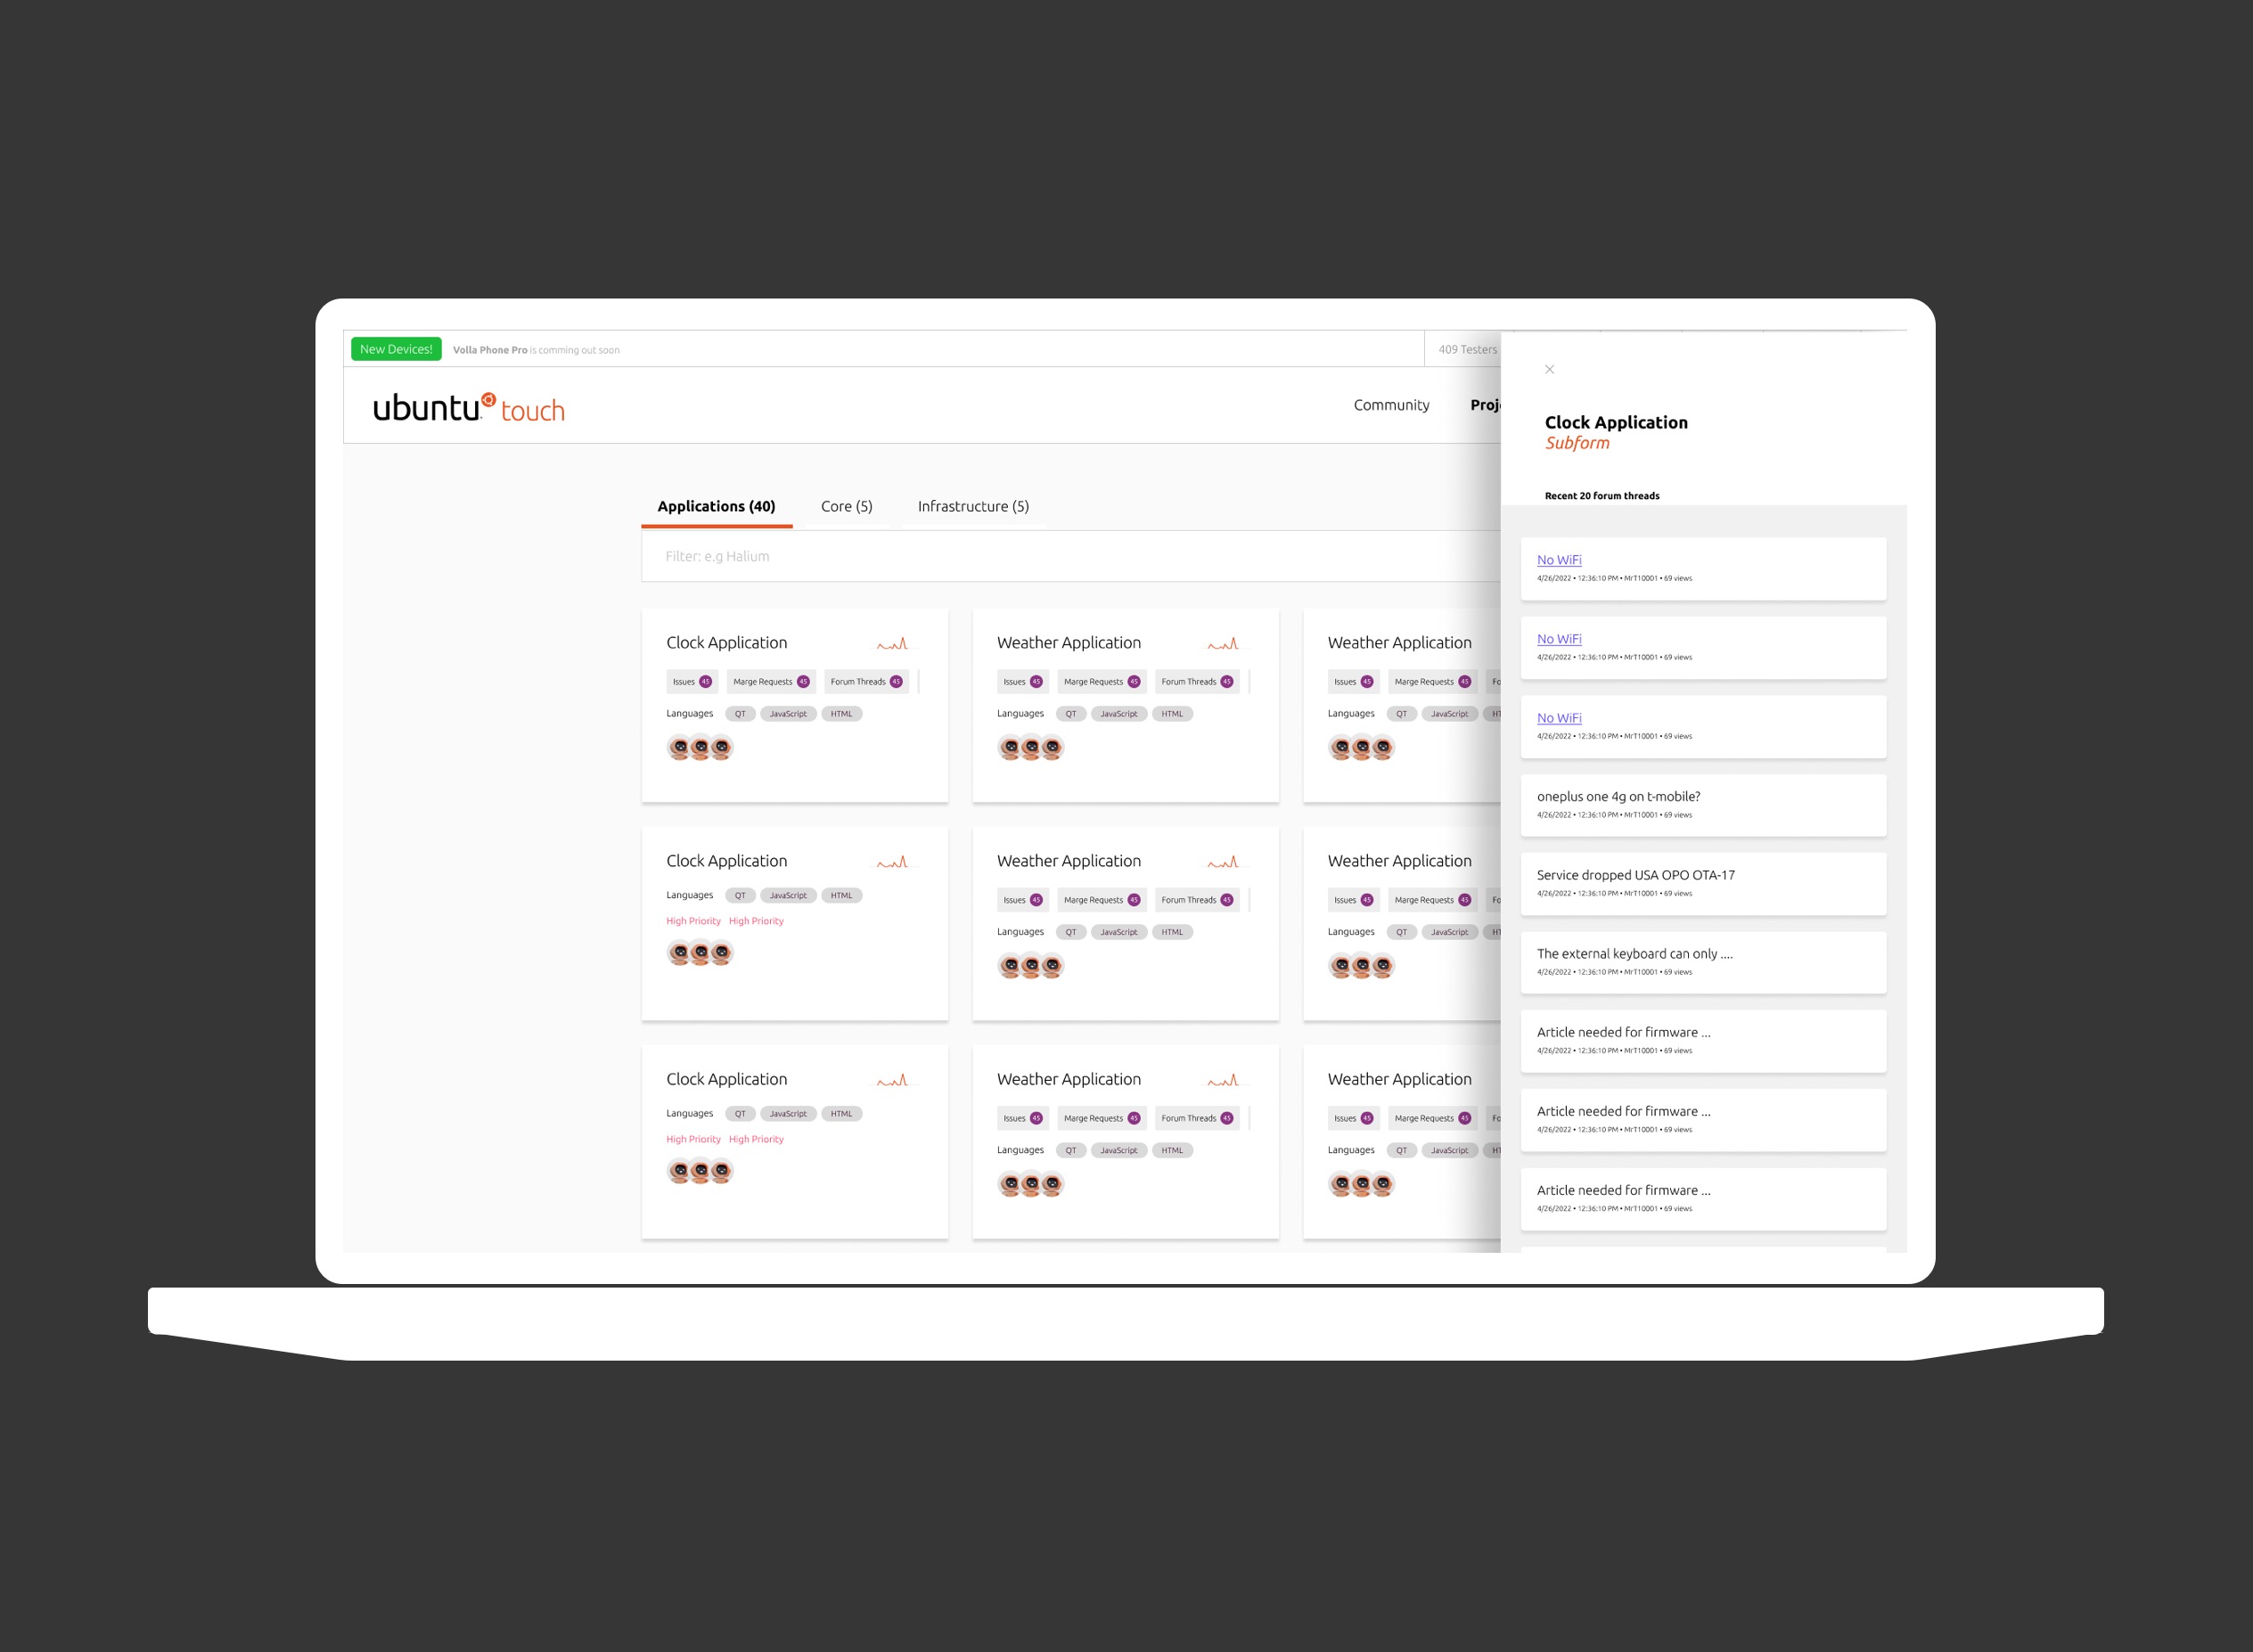 New Devices! Volla Phone Pro is comming out soon
409 Testers
ubuntu touch
Community
Applications (40) Core (5) Infrastructure (5)
Filter: e.g Halium
Clock Application
Issues 45 Marge Requests 45 Forum Threads 45
Languages QT JavaScript HTML
Weather Application
Issues 45 Marge Requests 45 Forum Threads 45
Languages QT JavaScript HTML
Weather Application
Issues 45 Marge Requests 45
Languages QT JavaScript
Clock Application
Languages QT JavaScript HTML
High Priority High Priority
Weather Application
Issues 45 Marge Requests 45 Forum Threads 45
Languages QT JavaScript HTML
Weather Application
Issues 45 Marge Requests 45
Languages QT JavaScript
Clock Application
Languages QT JavaScript HTML
High Priority High Priority
Weather Application
Issues 45 Marge Requests 45 Forum Threads 45
Languages QT JavaScript HTML
Weather Application
Issues 45 Marge Requests 45
Languages QT JavaScript
Clock Application
Subform
Recent 20 forum threads
No WiFi
4/26/2022 • 12:36:10 PM • MrT10001 • 69 views
No WiFi
4/26/2022 • 12:36:10 PM • MrT10001 • 69 views
No WiFi
4/26/2022 • 12:36:10 PM • MrT10001 • 69 views
oneplus one 4g on t-mobile?
4/26/2022 • 12:36:10 PM • MrT10001 • 69 views
Service dropped USA OPO OTA-17
4/26/2022 • 12:36:10 PM • MrT10001 • 69 views
The external keyboard can only ....
4/26/2022 • 12:36:10 PM • MrT10001 • 69 views
Article needed for firmware ...
4/26/2022 • 12:36:10 PM • MrT10001 • 69 views
Article needed for firmware ...
4/26/2022 • 12:36:10 PM • MrT10001 • 69 views
Article needed for firmware ...
4/26/2022 • 12:36:10 PM • MrT10001 • 69 views